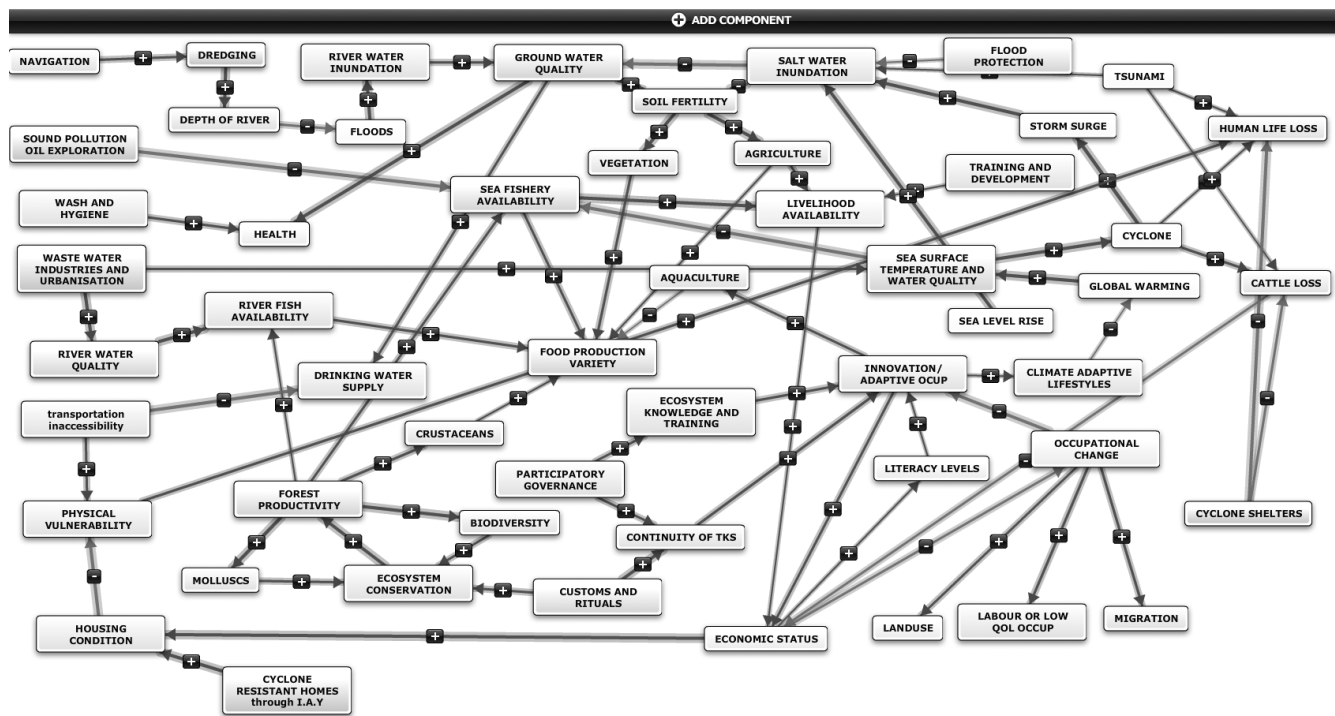 ADD COMPONENT
NAVIGATION
DREDGING
RIVER WATER
INUNDATION
GROUND WATER
QUALITY
SALT WATER
INUNDATION
FLOOD
PROTECTION
TSUNAMI
DEPTH OF RIVER
FLOODS
SOIL FERTILITY
STORM SURGE
HUMAN LIFE LOSS
SOUND POLLUTION
OIL EXPLORATION
VEGETATION
AGRICULTURE
TRAINING AND
DEVELOPMENT
WASH AND
HYGIENE
HEALTH
SEA FISHERY
AVAILABILITY
LIVELIHOOD
AVAILABILITY
CYCLONE
WASTE WATER
INDUSTRIES AND
URBANISATION
AQUACULTURE
SEA SURFACE
TEMPERATURE AND
WATER QUALITY
GLOBAL WARMING
CATTLE LOSS
RIVER FISH
AVAILABILITY
SEA LEVEL RISE
RIVER WATER
QUALITY
DRINKING WATER
SUPPLY
FOOD PRODUCTION
VARIETY
INNOVATION/
ADAPTIVE OCUP
CLIMATE ADAPTIVE
LIFESTYLES
transportation
inaccessibility
CRUSTACEANS
ECOSYSTEM
KNOWLEDGE AND
TRAINING
OCCUPATIONAL
CHANGE
PARTICIPATORY
GOVERNANCE
LITERACY LEVELS
PHYSICAL
VULNERABILITY
FOREST
PRODUCTIVITY
BIODIVERSITY
CONTINUITY OF TKS
CYCLONE SHELTERS
MOLLUSCS
ECOSYSTEM
CONSERVATION
CUSTOMS AND
RITUALS
HOUSING
CONDITION
ECONOMIC STATUS
LANDUSE
LABOUR OR LOW
QOL OCCUP
MIGRATION
CYCLONE
RESISTANT HOMES
through I.A.Y